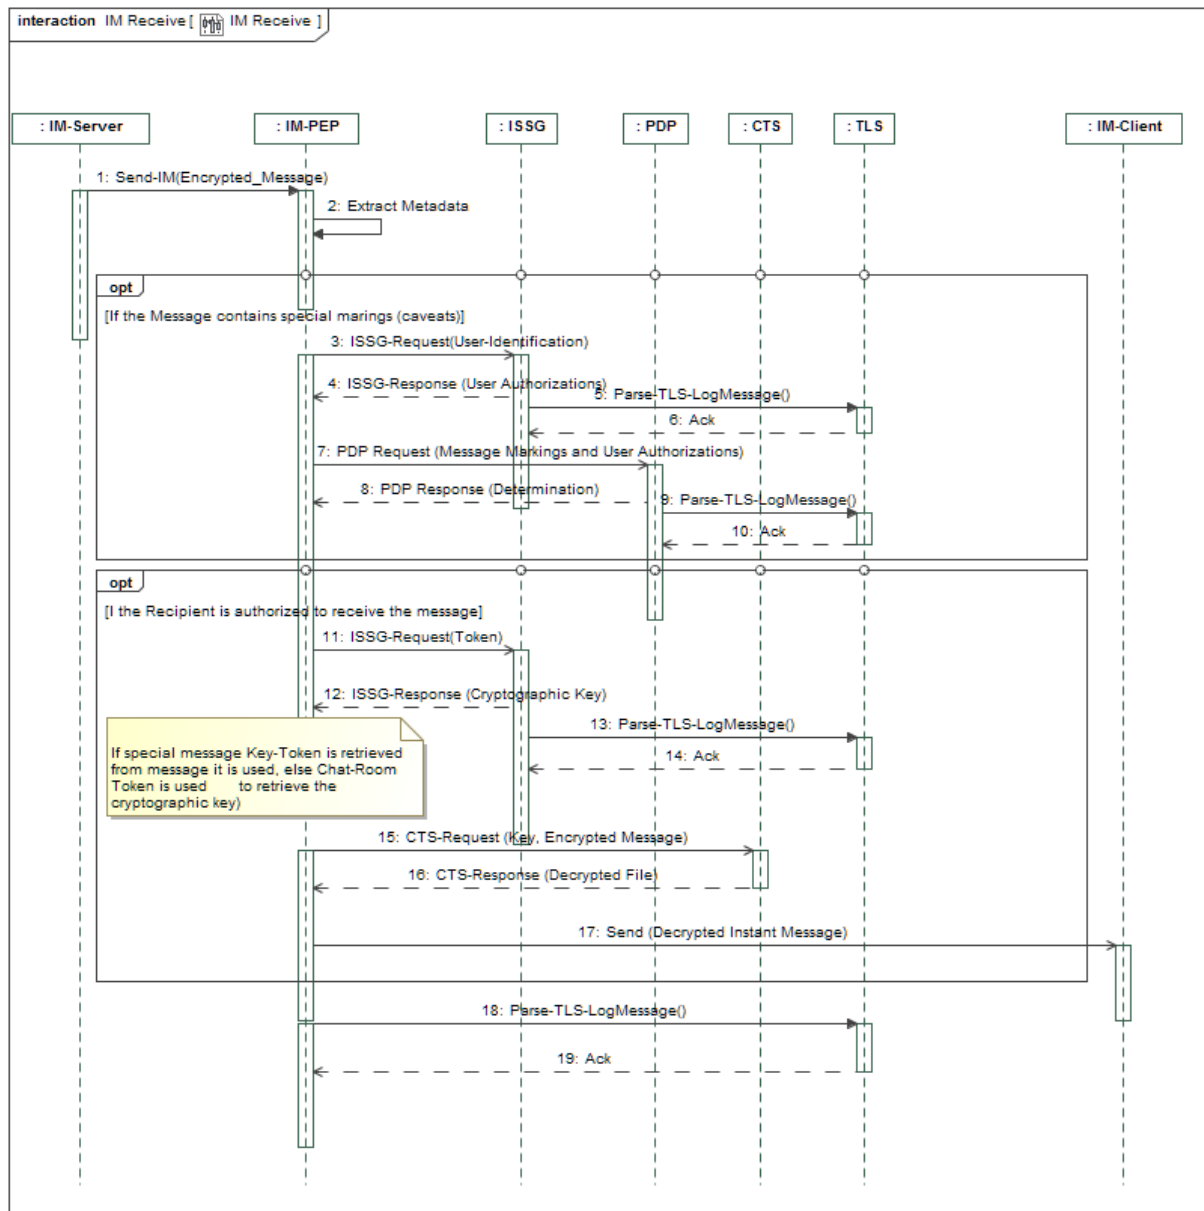 interaction IM Receive [ IM Receive ]
: IM-Server
: IM-PEP
: ISSG
: PDP
: CTS
: TLS
: IM-Client
1: Send-IM(Encrypted_Message)
2: Extract Metadata
opt
[If the Message contains special marings (caveats)]
3: ISSG-Request(User-Identification)
4: ISSG-Response (User Authorizations)
5: Parse-TLS-LogMessage()
6: Ack
7: PDP Request (Message Markings and User Authorizations)
8: PDP Response (Determination)
9: Parse-TLS-LogMessage()
10: Ack
opt
[I the Recipient is authorized to receive the message]
11: ISSG-Request(Token)
12: ISSG-Response (Cryptographic Key)
13: Parse-TLS-LogMessage()
14: Ack
If special message Key-Token is retrieved
from message it is used, else Chat-Room
Token is used to retrieve the
cryptographic key)
15: CTS-Request (Key, Encrypted Message)
16: CTS-Response (Decrypted File)
17: Send (Decrypted Instant Message)
18: Parse-TLS-LogMessage()
19: Ack